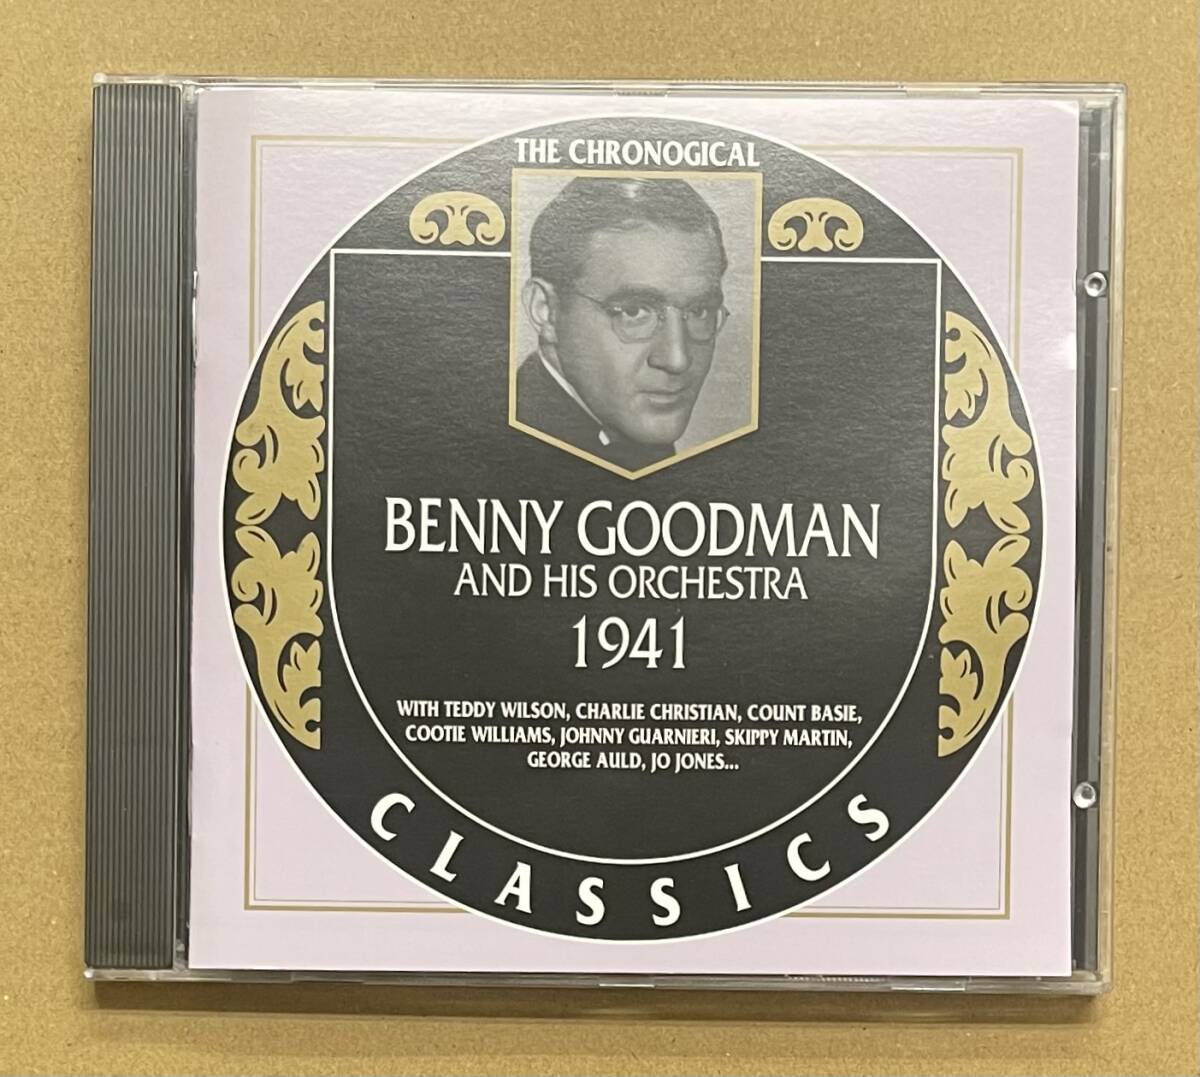 THE CHRONOGICAL
BENNY GOODMAN
AND HIS ORCHESTRA
1941
WITH TEDDY WILSON, CHARLIE CHRISTIAN, COUNT BASIE,
COOTIE WILLIAMS, JOHNNY GUARNIERI, SKIPPY MARTIN,
GEORGE AULD, JO JONES...
CLASSICS